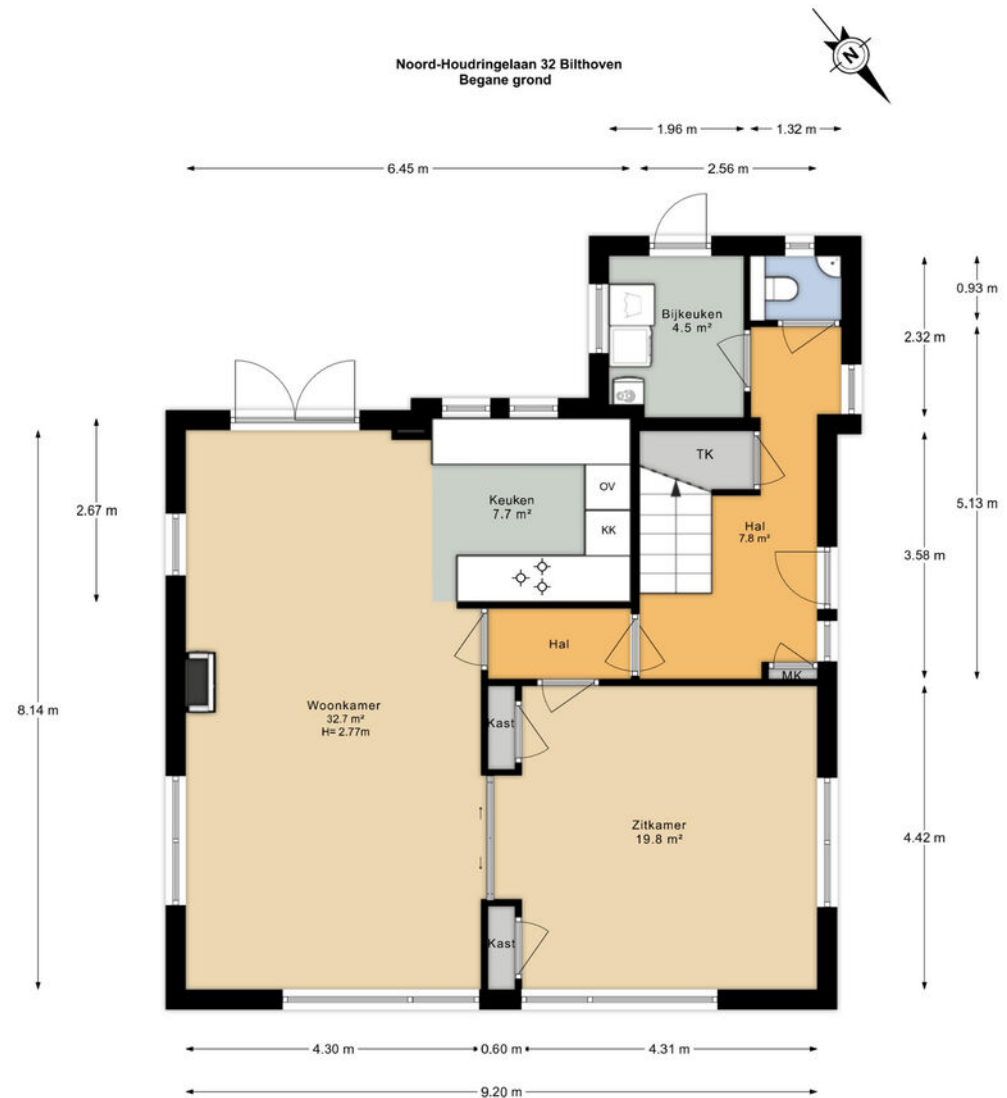 Noord-Houdringelaan 32 Bilthoven
Begane grond
N
1.96 m
1.32 m
6.45 m
2.56 m
Bijkeuken
4.5 m²
0.93 m
2.32 m
2.67 m
Keuken
7.7 m²
OV
KK
TK
Hal
7.8 m²
5.13 m
3.58 m
Hal
MK
8.14 m
Woonkamer
32.7 m²
H= 2.77m
Kast
Zitkamer
19.8 m²
4.42 m
Kast
4.30 m
0.60 m
4.31 m
9.20 m